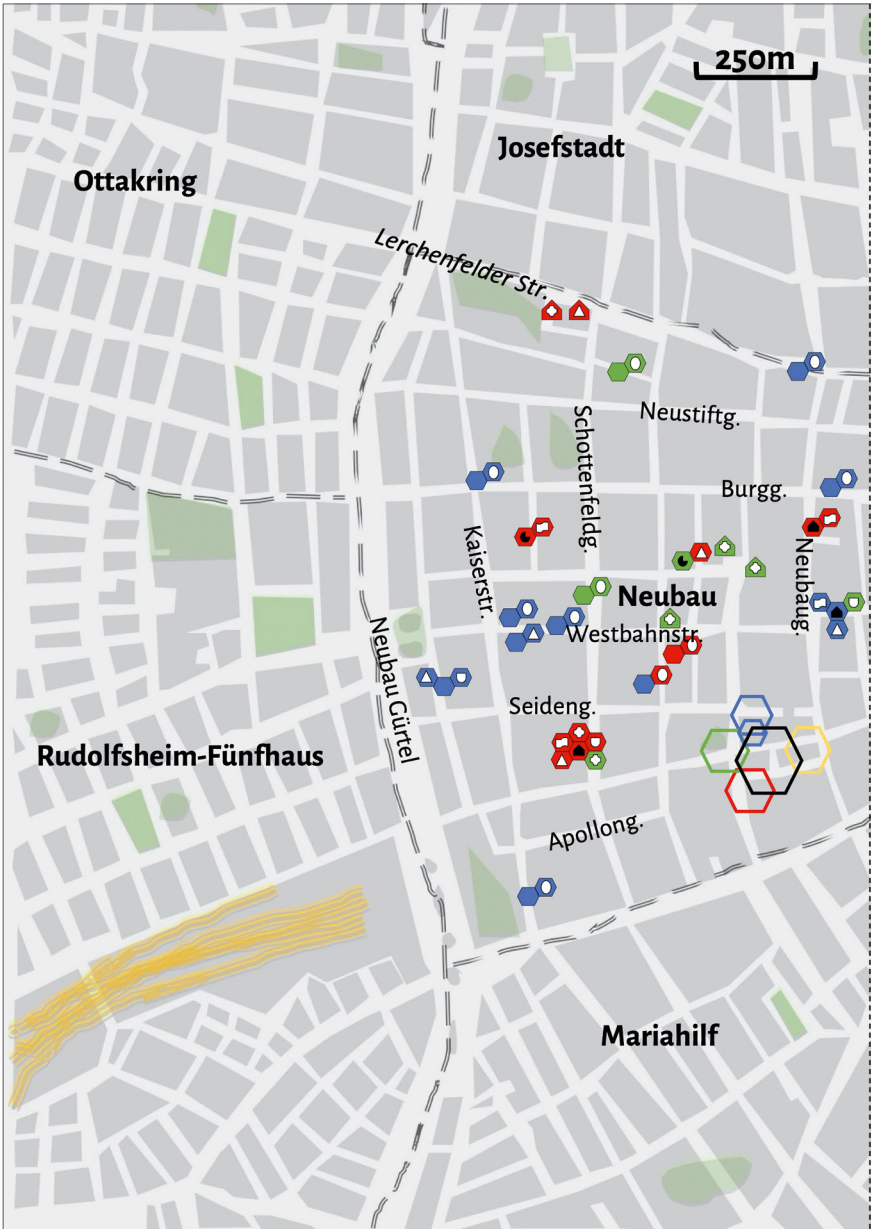 250m
Josefstadt
Ottakring
Lerchenfelder Str.
Neustiftg.
Schottenfeldg.
Burgg.
Kaiserstr.
Neubaug.
Neubau
Westbahnstr.
Neubau Gürtel
Seideng.
Rudolfsheim-Fünfhaus
Apollong.
Mariahilf